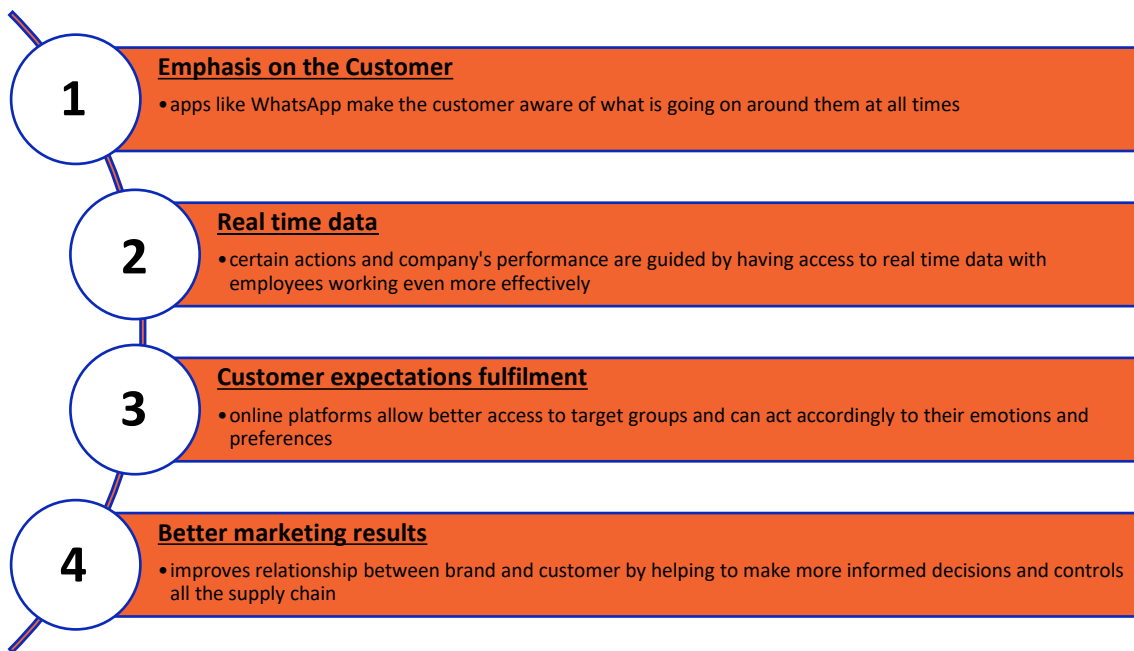 1
Emphasis on the Customer
•apps like WhatsApp make the customer aware of what is going on around them at all times
2
Real time data
•certain actions and company's performance are guided by having access to real time data with
employees working even more effectively
3
Customer expectations fulfilment
•online platforms allow better access to target groups and can act accordingly to their emotions and
preferences
4
Better marketing results
•improves relationship between brand and customer by helping to make more informed decisions and controls
all the supply chain